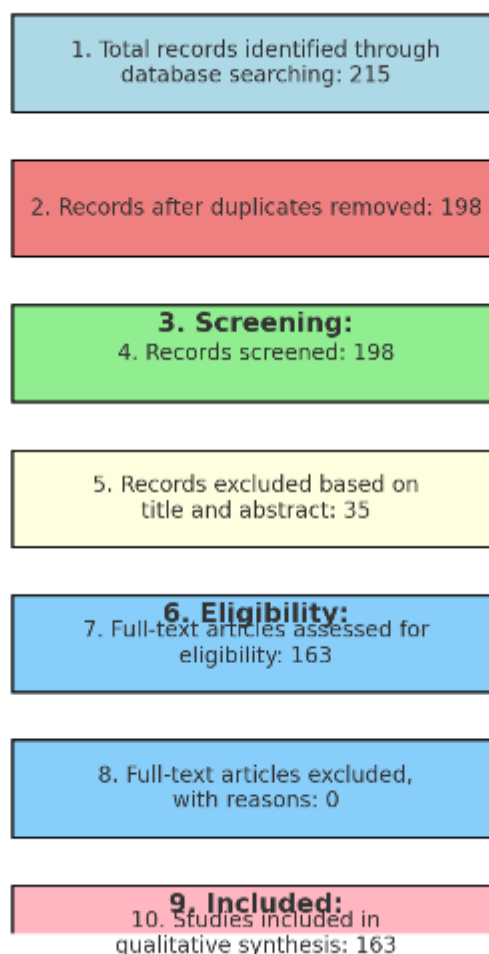 1. Total records identified through
database searching: 215
2. Records after duplicates removed: 198
3. Screening:
4. Records screened: 198
5. Records excluded based on
title and abstract: 35
6. Eligibility:
7. Full-text articles assessed for
eligibility: 163
8. Full-text articles excluded,
with reasons: 0
9. Included:
10. Studies included in
qualitative synthesis: 163